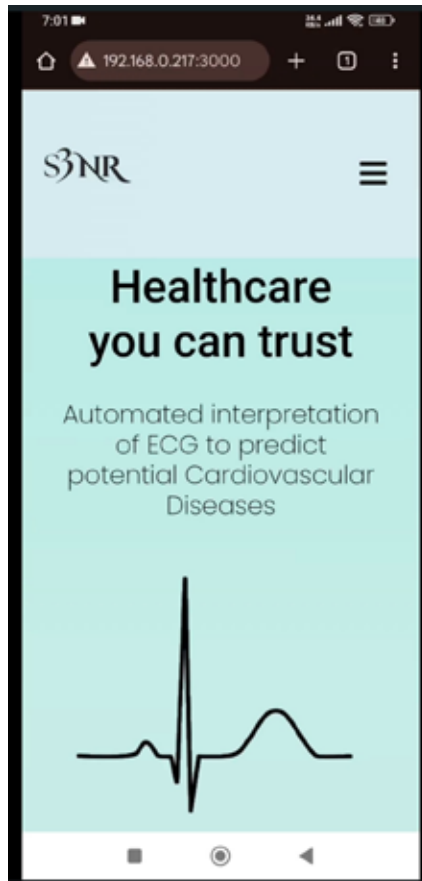 7:01
192.168.0.217:3000
1
S3NR
Healthcare
you can trust
Automated interpretation
of ECG to predict
potential Cardiovascular
Diseases